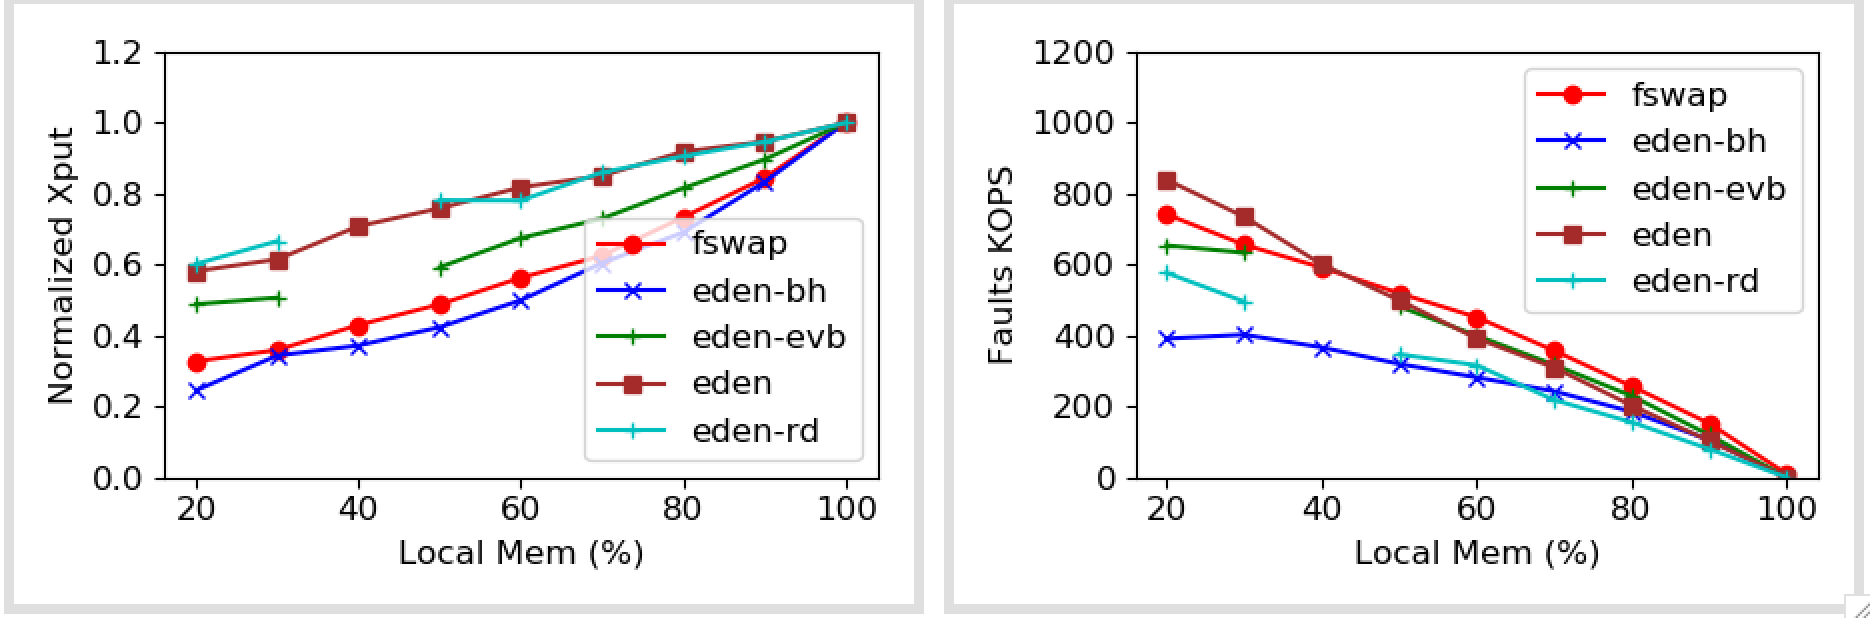 1.2
1.0
0.8
0.6
0.4
0.2
0.0
Normalized Xput
20 40 60 80 100
Local Mem (%)
fswap
eden-bh
eden-evb
eden
eden-rd
1200
1000
800
600
400
200
0
Faults KOPS
20 40 60 80 100
Local Mem (%)
fswap
eden-bh
eden-evb
eden
eden-rd